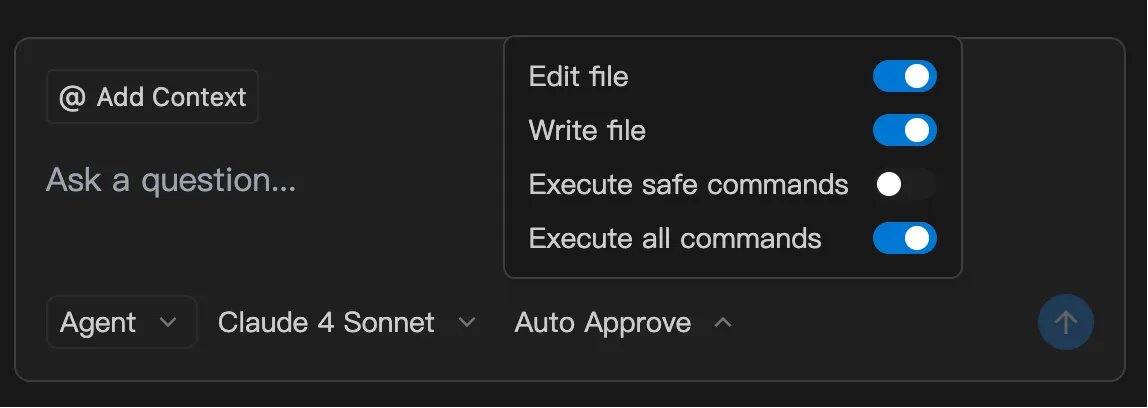 Edit file
@ Add Context
Write file
Ask a question...
Execute safe commands
Execute all commands
Agent
Claude 4 Sonnet
Auto Approve